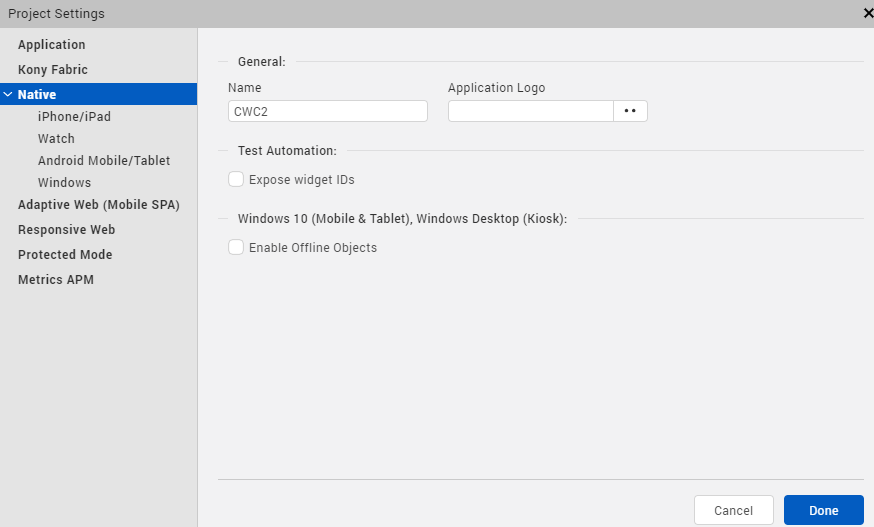 Project Settings
Application
Kony Fabric
Native
iPhone/iPad
Watch
Android Mobile/Tablet
Windows
Adaptive Web (Mobile SPA)
Responsive Web
Protected Mode
Metrics APM
General:
Name
Application Logo
CWC2
Test Automation:
Expose widget IDs
Windows 10 (Mobile & Tablet), Windows Desktop (Kiosk):
Enable Offline Objects
Cancel
Done